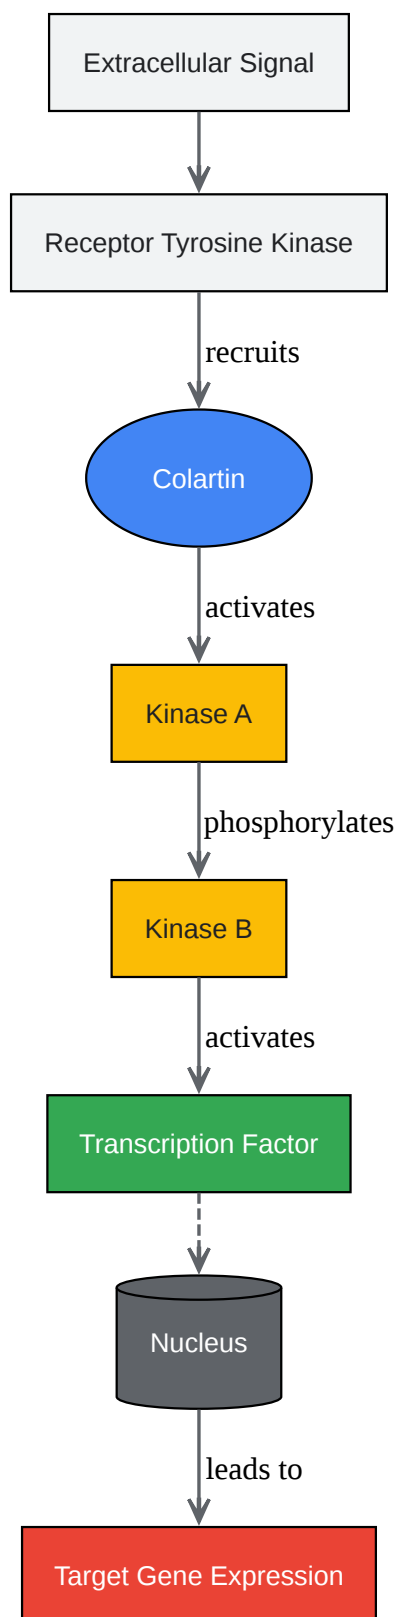 Extracellular Signal
Receptor Tyrosine Kinase
recruits
Colartin
activates
Kinase A
phosphorylates
Kinase B
activates
Transcription Factor
Nucleus
leads to
Target Gene Expression